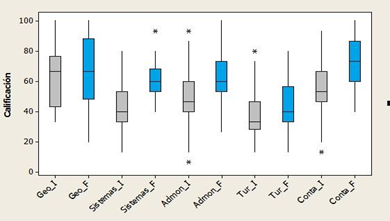 Calificación
100
80
60
40
20
0
Geo_I
Geo_F
Sistemas_I
Sistemas_F
Admon_I
Admon_F
Tur_I
Tur_F
Conta_I
Conta_F